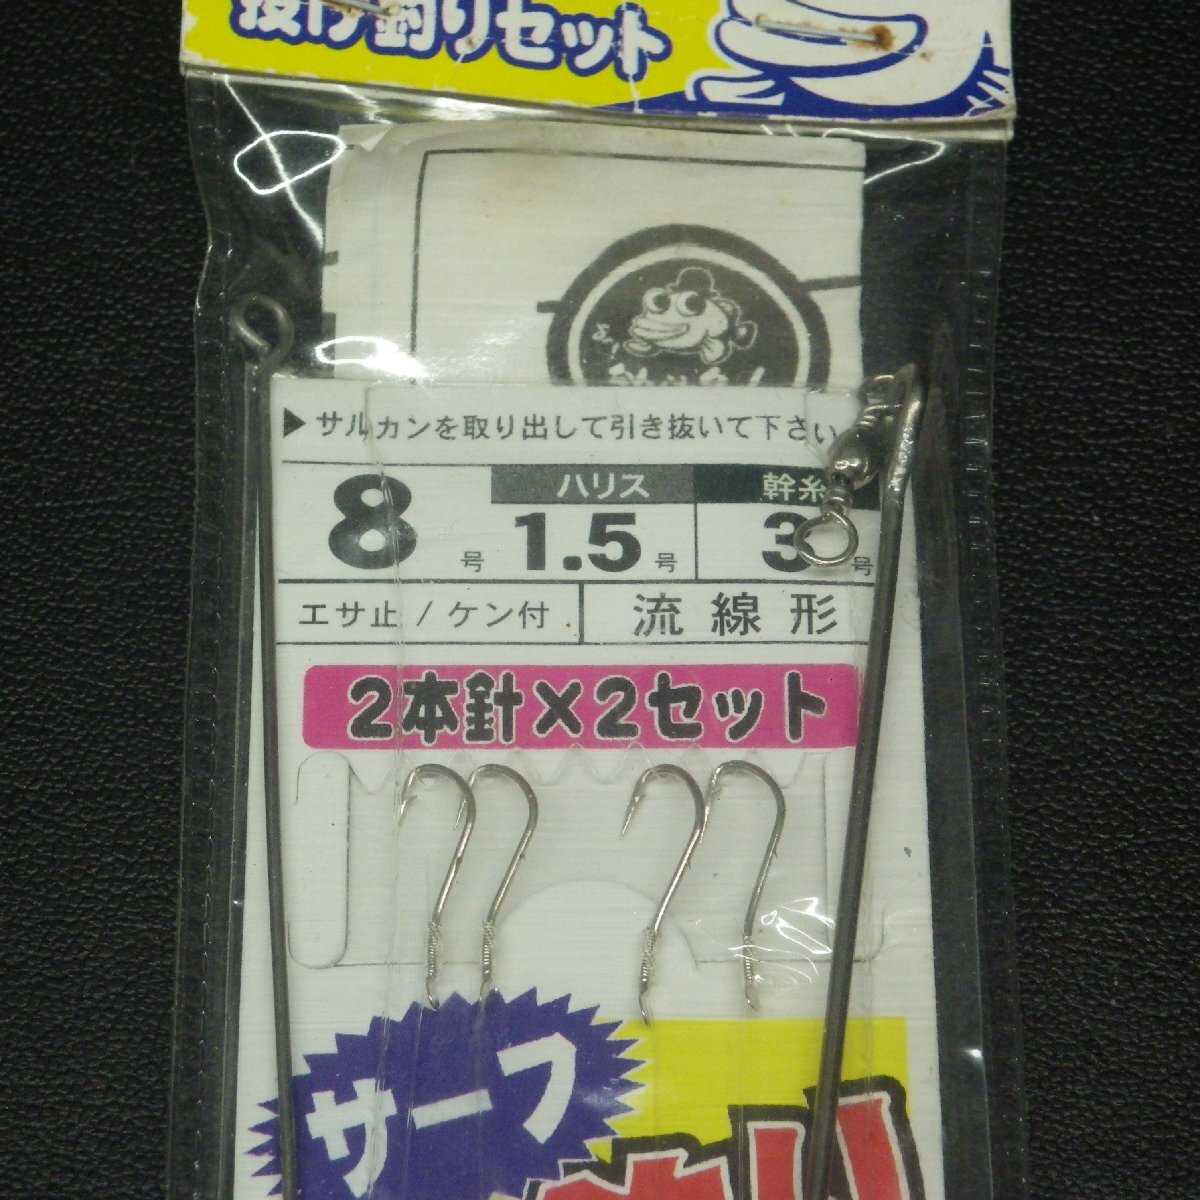 投げ釣りセット
▶サルカンを取り出して引き抜いて下さい
8号 ハリス 1.5号 幹糸 3号
エサ止/ケン付 流線形
2本針×2セット
サーフ